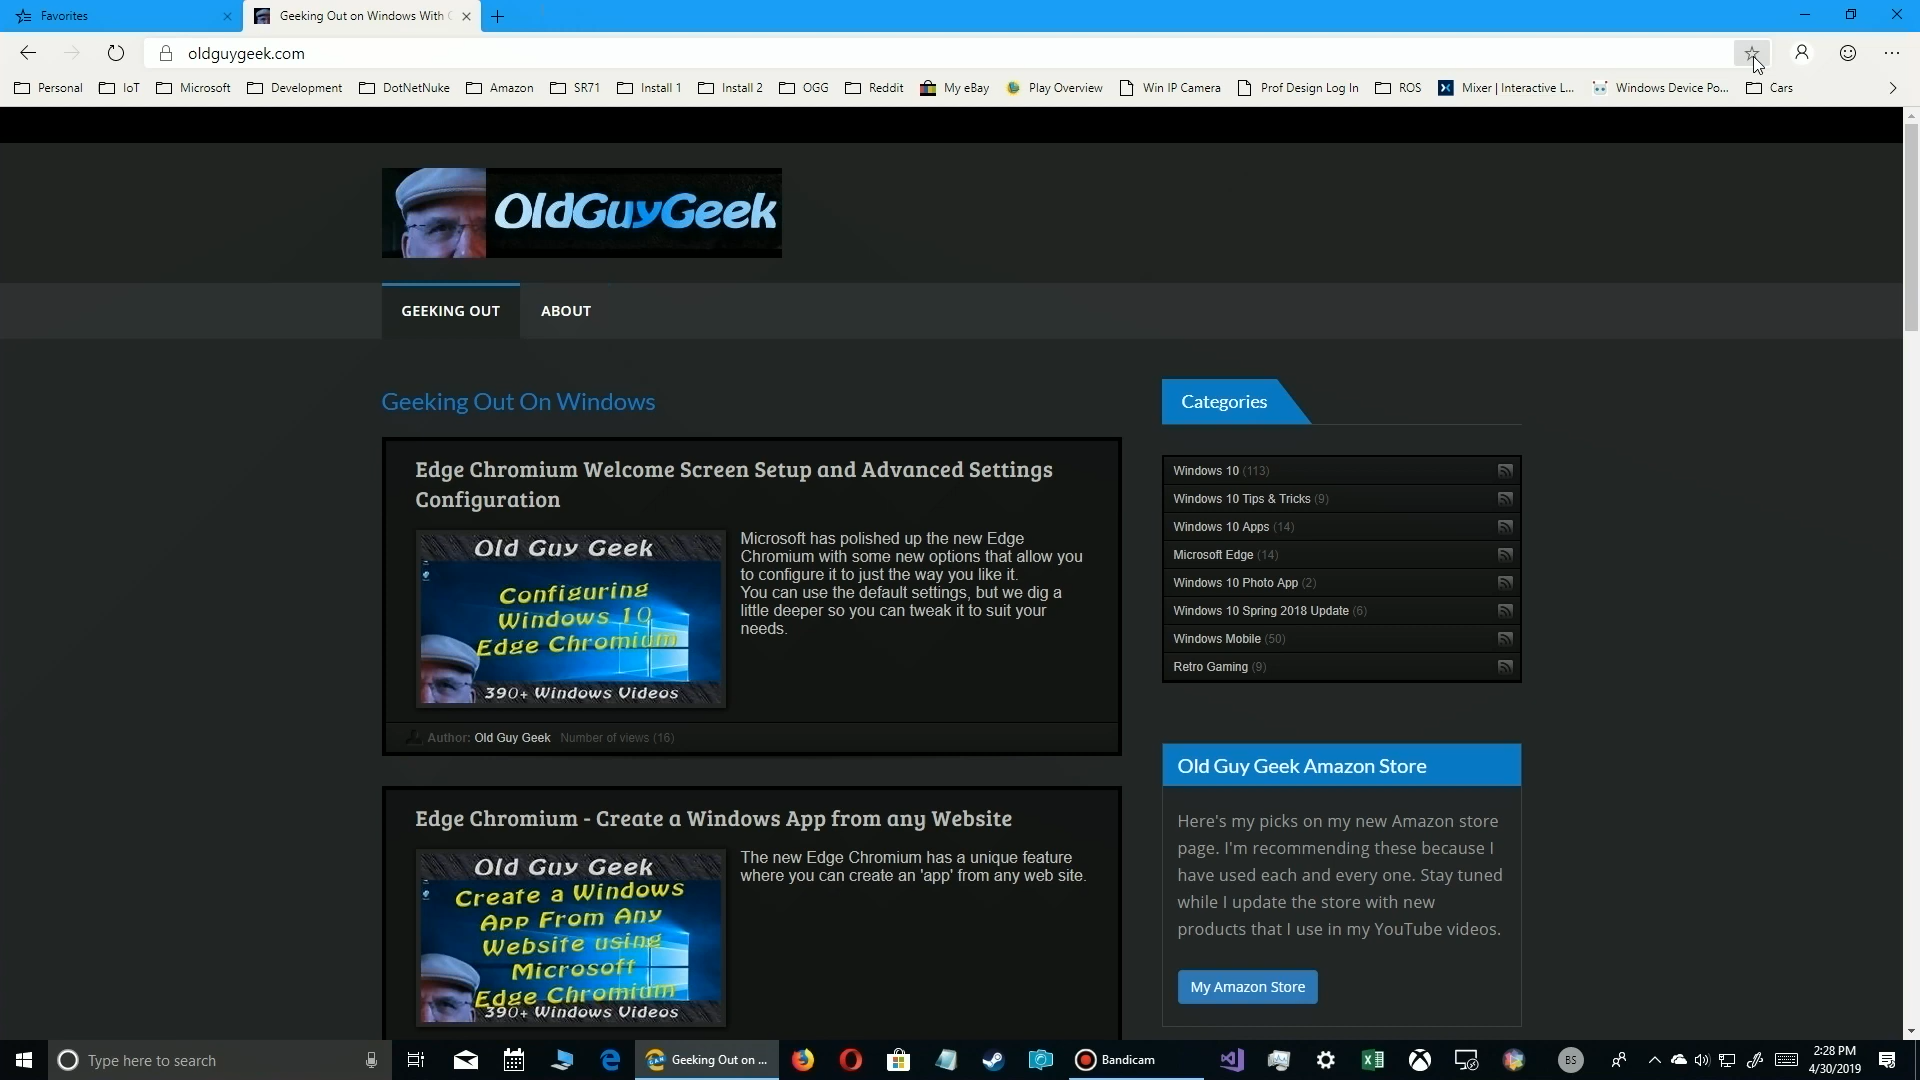 Favorites
Geeking Out on Windows With
oldguygeek.com
Personal IoT Microsoft Development DotNetNuke Amazon SR71 Install 1 Install 2 OGG Reddit My eBay Play Overview Win IP Camera Prof Design Log In ROS Mixer | Interactive L... Windows Device Po... Cars
OldGuyGeek
GEEKING OUT ABOUT
Geeking Out On Windows
Edge Chromium Welcome Screen Setup and Advanced Settings
Configuration
Old Guy Geek
Configuring
Windows 10
Edge Chromium
390+ Windows Videos
Microsoft has polished up the new Edge
Chromium with some new options that allow you
to configure it to just the way you like it.
You can use the default settings, but we dig a
little deeper so you can tweak it to suit your
needs.
Author: Old Guy Geek Number of views (16)
Edge Chromium - Create a Windows App from any Website
Old Guy Geek
Create a Windows
App From Any
Website using
Microsoft
Edge Chromium
390+ Windows Videos
The new Edge Chromium has a unique feature
where you can create an 'app' from any web site.
Categories
Windows 10 (113)
Windows 10 Tips & Tricks (9)
Windows 10 Apps (14)
Microsoft Edge (14)
Windows 10 Photo App (2)
Windows 10 Spring 2018 Update (6)
Windows Mobile (50)
Retro Gaming (9)
Old Guy Geek Amazon Store
Here's my picks on my new Amazon store
page. I'm recommending these because I
have used each and every one. Stay tuned
while I update the store with new
products that I use in my YouTube videos.
My Amazon Store
Type here to search
Geeking Out on ...
Bandicam
BS
2:28 PM
4/30/2019